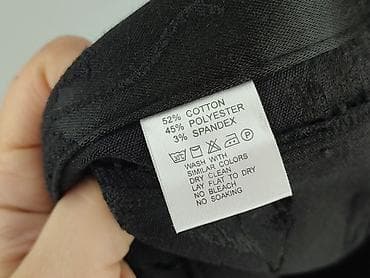 52% COTTON
45% POLYESTER
3% SPANDEX
P
WASH WITH
SIMILAR COLORS
DRY CLEAN
LAY FLAT TO DRY
NO BLEACH
NO SOAKING